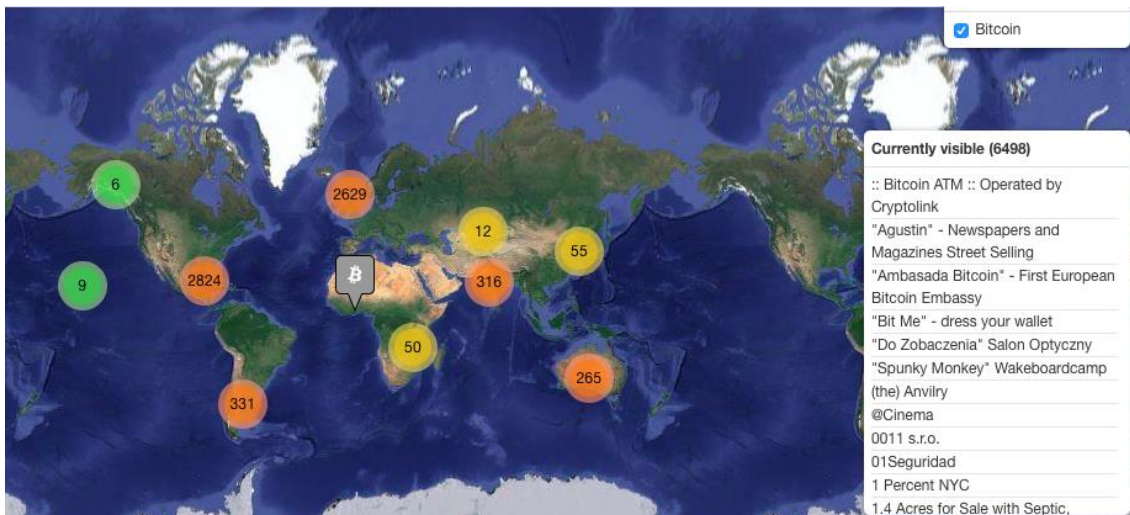 Bitcoin
Currently visible (6498)
:: Bitcoin ATM :: Operated by
Cryptolink
"Agustin" - Newspapers and
Magazines Street Selling
"Ambasada Bitcoin" - First European
Bitcoin Embassy
"Bit Me" - dress your wallet
"Do Zobaczenia" Salon Optyczny
"Spunky Monkey" Wakeboardcamp
(the) Anvilry
@Cinema
0011 s.r.o.
01Seguridad
1 Percent NYC
1.4 Acres for Sale with Septic,
6
2629
12
55
9
2824
316
50
265
331